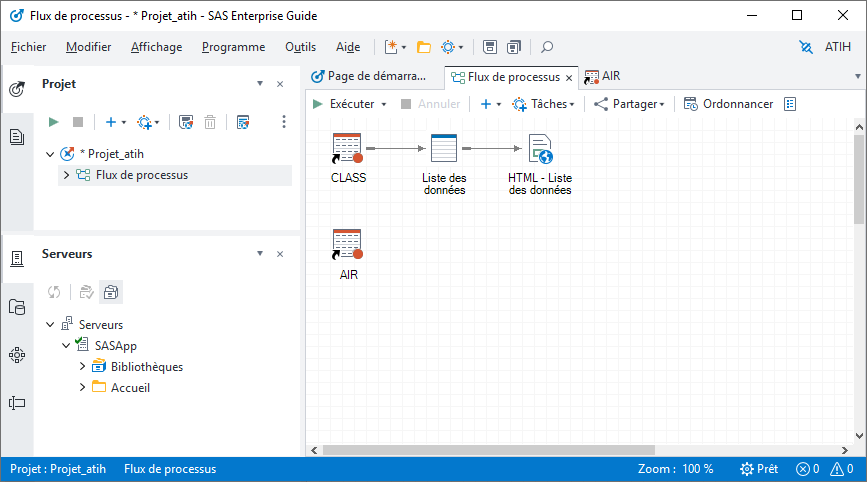 Flux de processus - * Projet_atih - SAS Enterprise Guide
Fichier Modifier Affichage Programme Outils Aide ATIH
Projet
* Projet_atih
Flux de processus
Serveurs
Serveurs
SASApp
Bibliothèques
Accueil
Page de démarra... Flux de processus AIR
Exécuter Annuler Tâches Partager Ordonnancer
CLASS
Liste des
données
HTML - Liste
des données
AIR
Projet : Projet_atih Flux de processus Zoom : 100 % Prêt 0 0